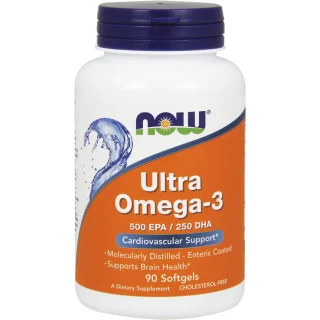 NOW
Ultra
Omega-3
500 EPA / 250 DHA
Cardiovascular Support*
•Molecularly Distilled • Enteric Coated
•Supports Brain Health*
90 Softgels
A Dietary Supplement CHOLESTEROL-FREE